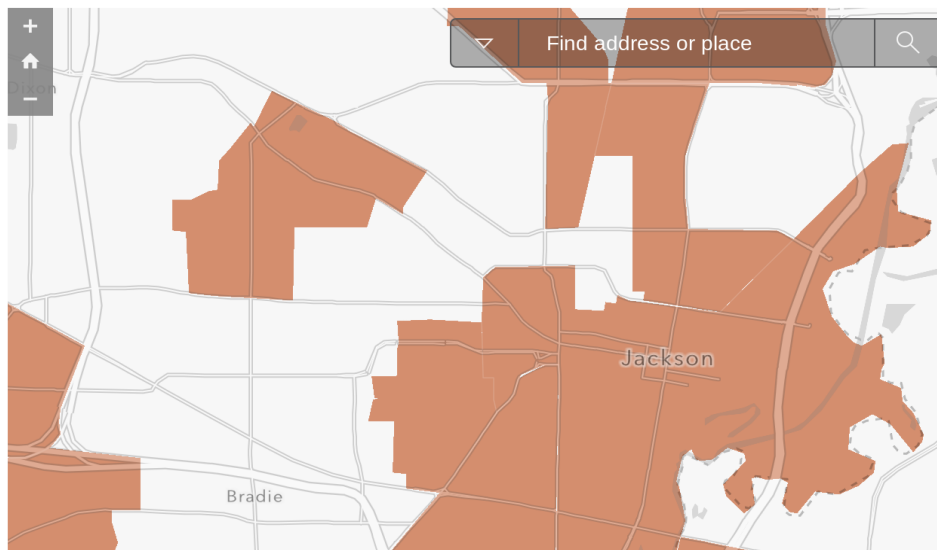 Find address or place
Dixon
Jackson
Bradie